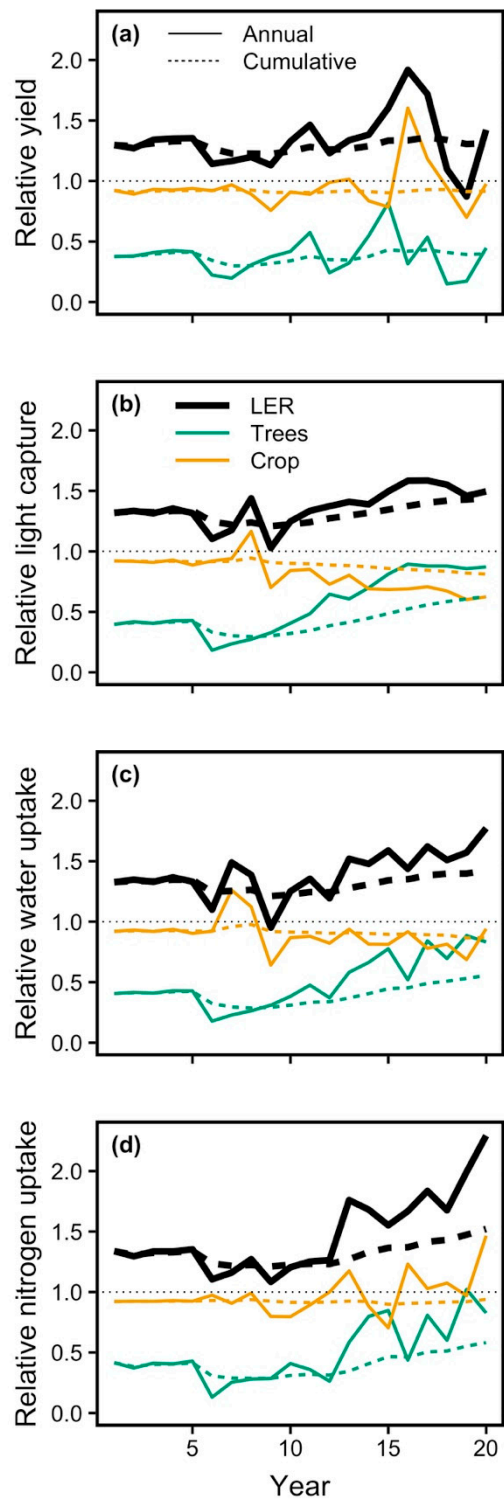 (a)
Annual
Cumulative
2.0
1.5
1.0
0.5
0.0
Relative yield
(b)
LER
Trees
Crop
2.0
1.5
1.0
0.5
0.0
Relative light capture
(c)
2.0
1.5
1.0
0.5
0.0
Relative water uptake
(d)
2.0
1.5
1.0
0.5
0.0
Relative nitrogen uptake
5 10 15 20
Year